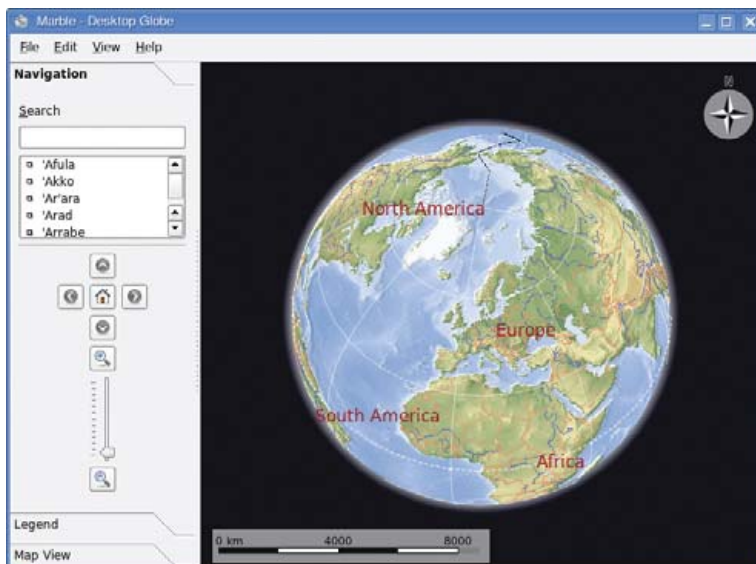 Marble - Desktop Globe
File Edit View Help
Navigation
Search
'Afula
'Akko
'Ar'ara
'Arad
'Arrabe
Legend
Map View
N
North America
Europe
South America
Africa
0 km 4000 8000